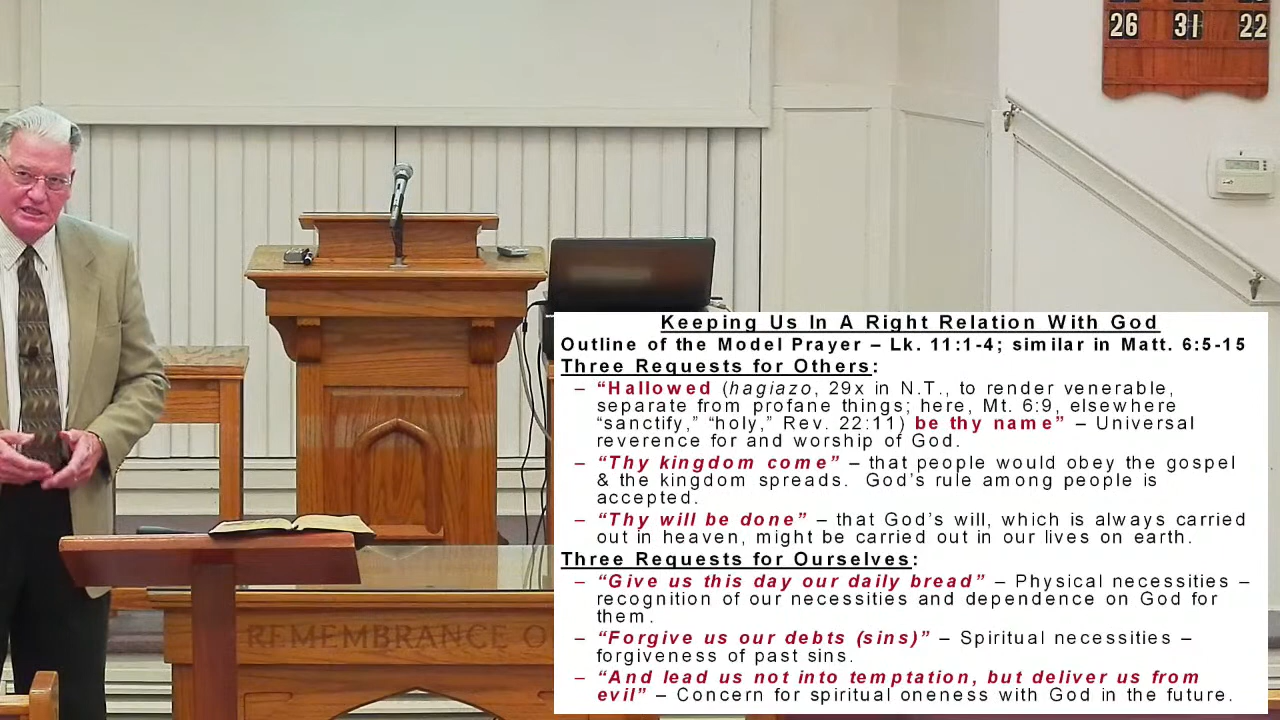 26 31 22
Keeping Us In A Right Relation With God
Outline of the Model Prayer – Lk. 11:1-4; similar in Matt. 6:5-15
Three Requests for Others:
– “Hallowed (hagiazo, 29x in N.T., to render venerable,
separate from profane things; here, Mt. 6:9, elsewhere
“sanctify,” “holy,” Rev. 22:11) be thy name” – Universal
reverence for and worship of God.
– “Thy kingdom come” – that people would obey the gospel
& the kingdom spreads. God’s rule among people is
accepted.
– “Thy will be done” – that God’s will, which is always carried
out in heaven, might be carried out in our lives on earth.
Three Requests for Ourselves:
– “Give us this day our daily bread” – Physical necessities –
recognition of our necessities and dependence on God for
them.
– “Forgive us our debts (sins)” – Spiritual necessities –
forgiveness of past sins.
– “And lead us not into temptation, but deliver us from
evil” – Concern for spiritual oneness with God in the future.
REMEMBRANCE O